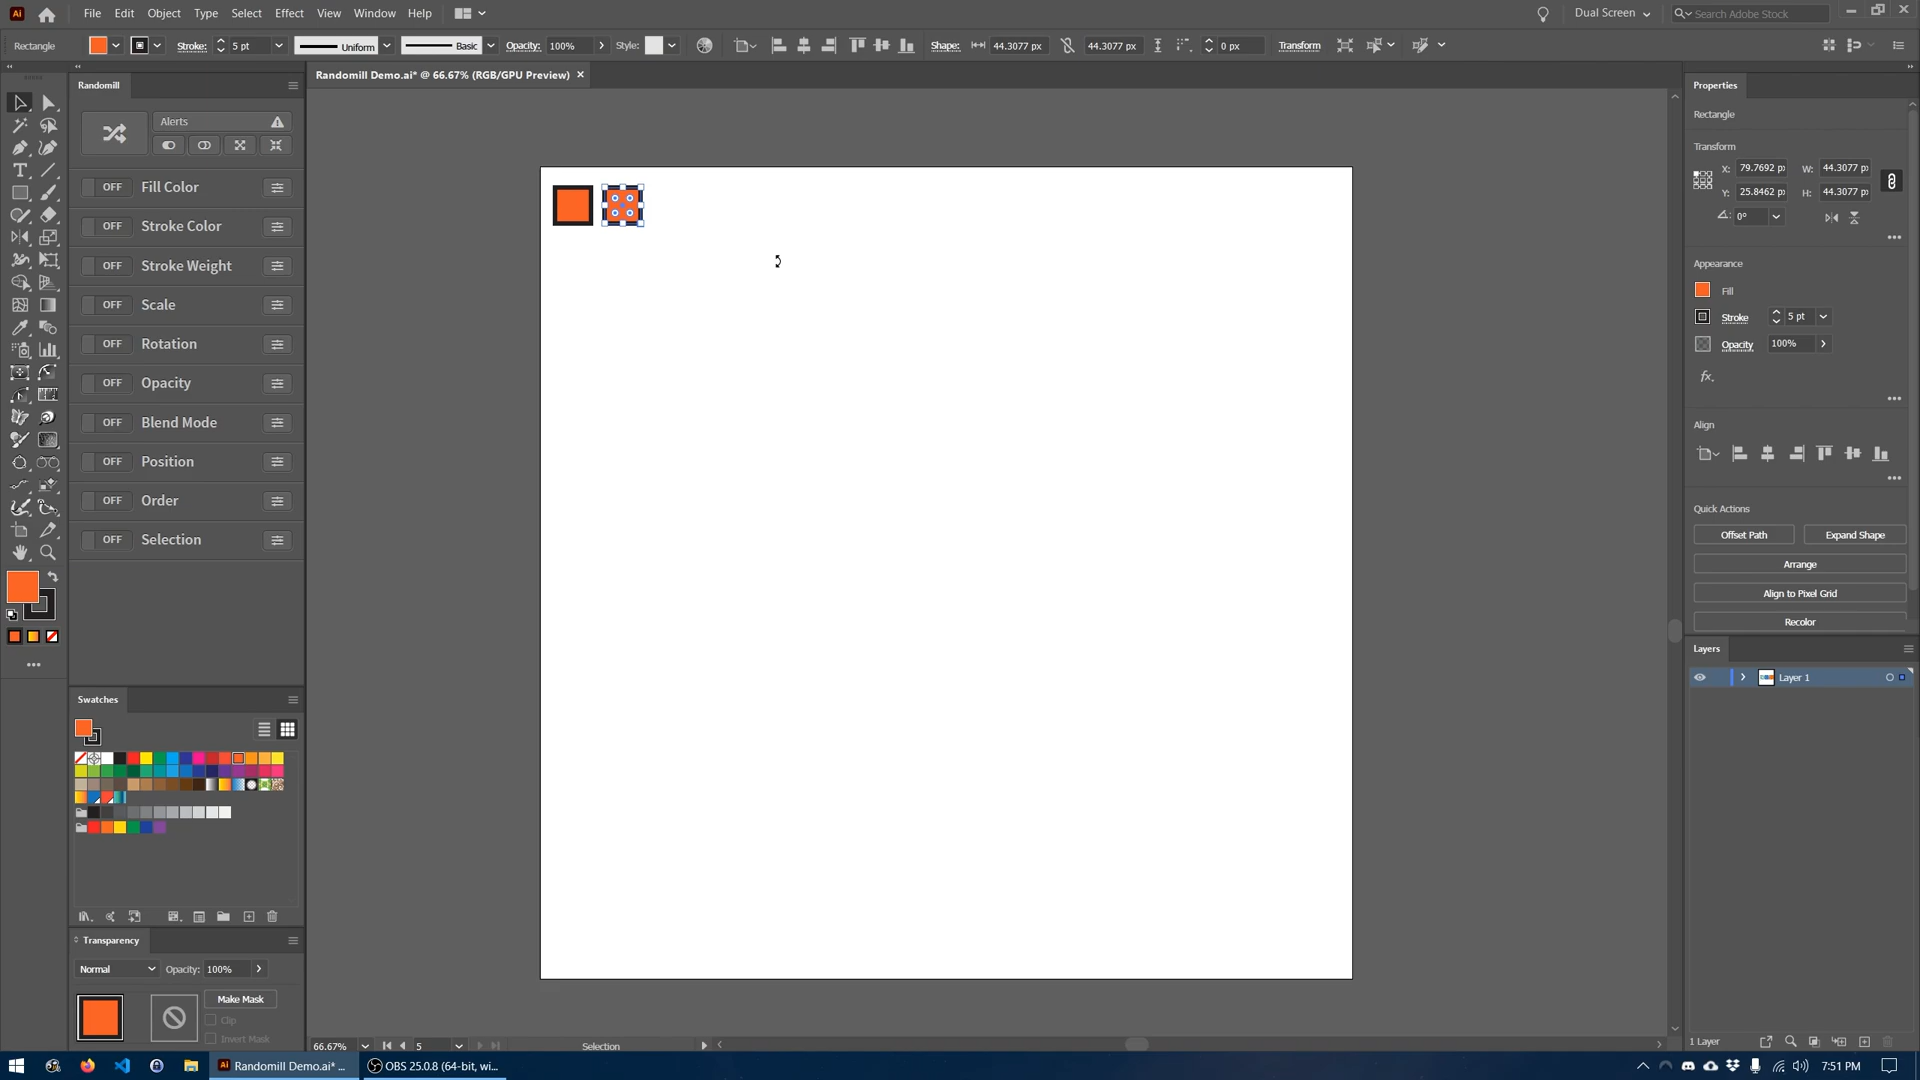 File Edit Object Type Select Effect View Window Help
Dual Screen
Search Adobe Stock
Rectangle
Stroke: 5 pt
Uniform
Basic
Opacity: 100%
Style:
Shape: 44.3077 px 44.3077 px 0 px
Transform
Randomill Demo.ai* @ 66.67% (RGB/GPU Preview)
Randomill
Alerts
OFF Fill Color
OFF Stroke Color
OFF Stroke Weight
OFF Scale
OFF Rotation
OFF Opacity
OFF Blend Mode
OFF Position
OFF Order
OFF Selection
Swatches
Transparency
Normal Opacity: 100%
Make Mask
Clip
Invert Mask
66.67% 5 Selection
Properties
Rectangle
Transform
X: 79.7692 p W: 44.3077 p
Y: 25.8462 p H: 44.3077 p
0°
Appearance
Fill
Stroke 5 pt
Opacity 100%
fx.
Align
Quick Actions
Offset Path Expand Shape
Arrange
Align to Pixel Grid
Recolor
Layers
Layer 1
1 Layer
Ai Randomill Demo.ai* ... OBS 25.0.8 (64-bit, wi...
7:51 PM